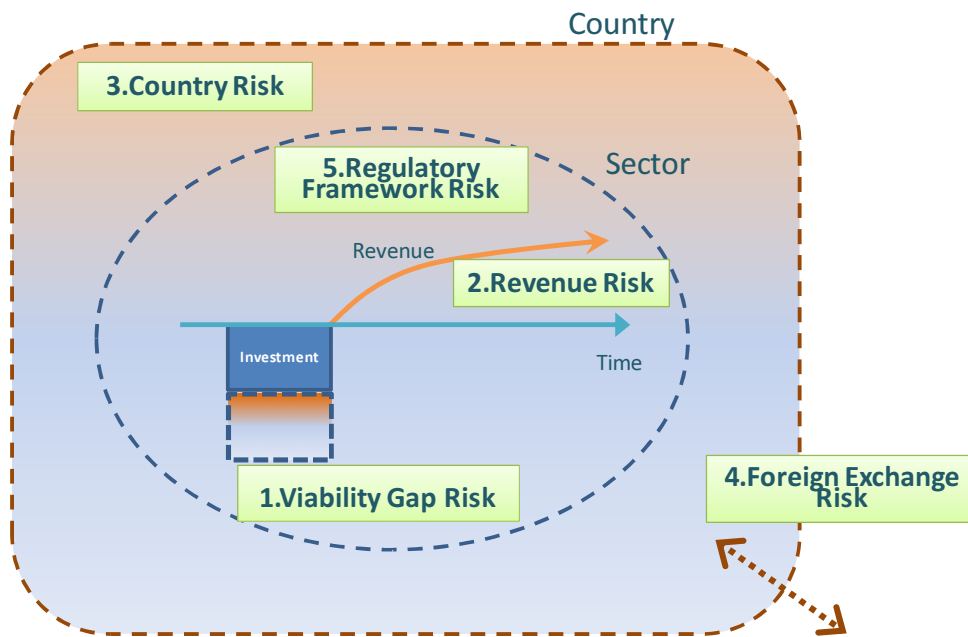 Country
3.Country Risk
5.Regulatory
Framework Risk
Sector
Revenue
2.Revenue Risk
Investment
Time
1.Viability Gap Risk
4.Foreign Exchange
Risk